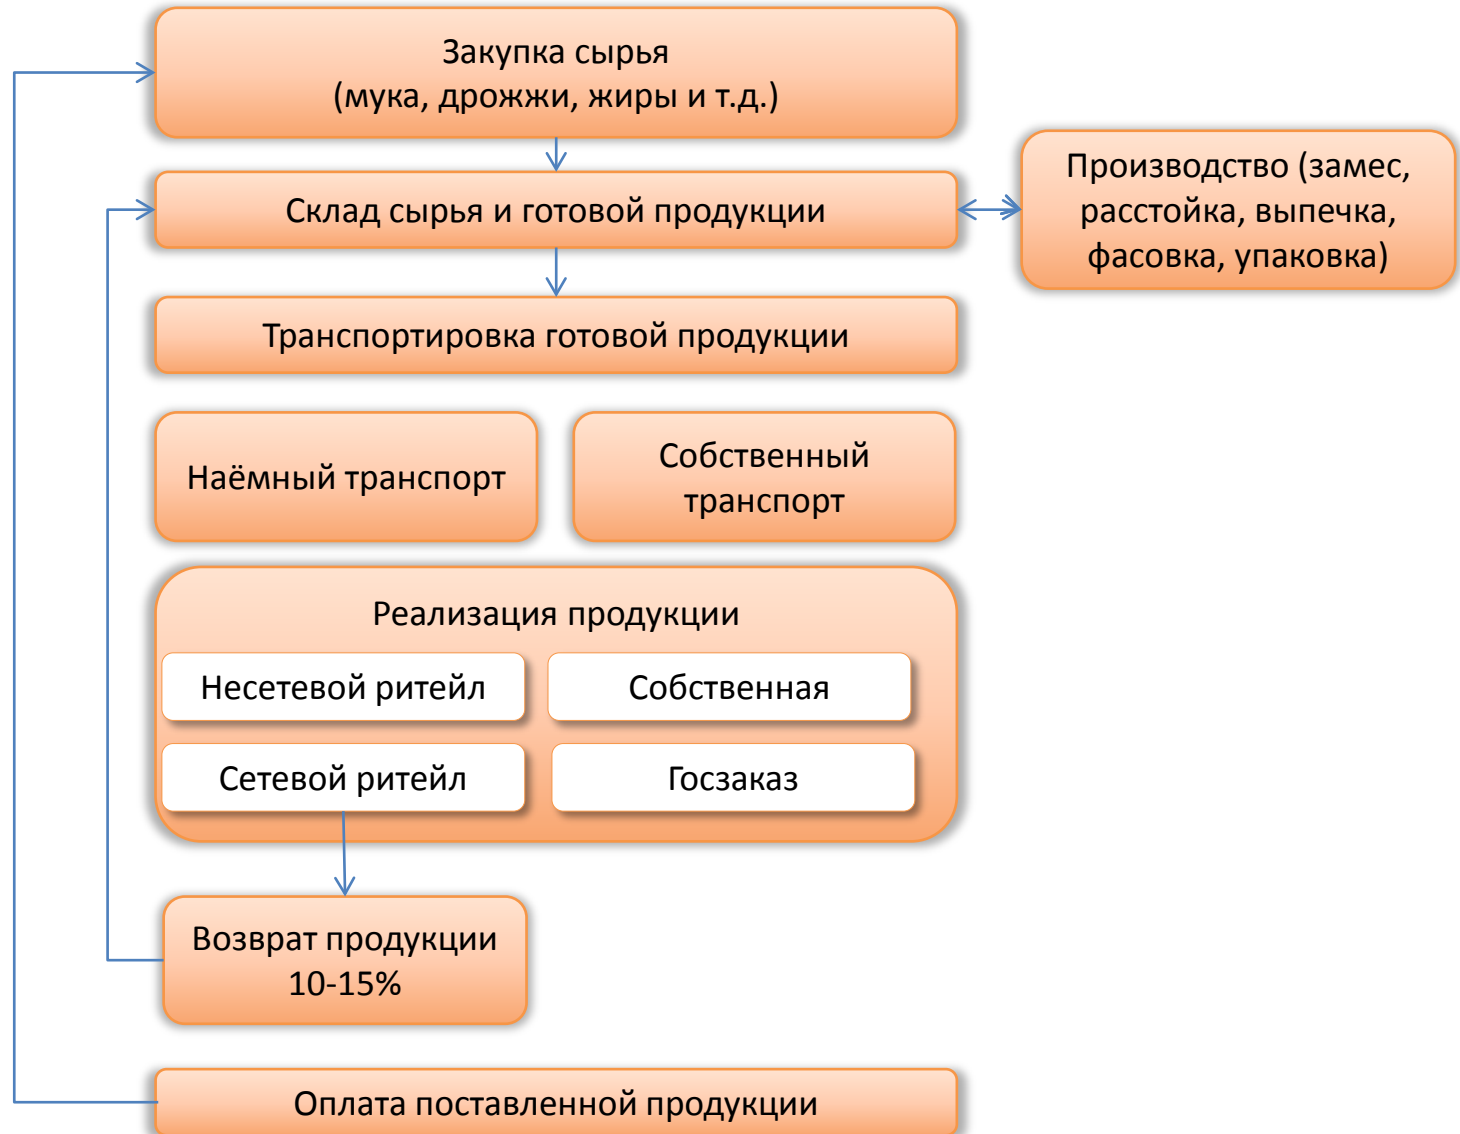 Закупка сырья
(мука, дрожжи, жиры и т.д.)
Склад сырья и готовой продукции
Производство (замес,
расстойка, выпечка,
фасовка, упаковка)
Транспортировка готовой продукции
Наёмный транспорт
Собственный
транспорт
Реализация продукции
Несетевой ритейл
Собственная
Сетевой ритейл
Госзаказ
Возврат продукции
10-15%
Оплата поставленной продукции